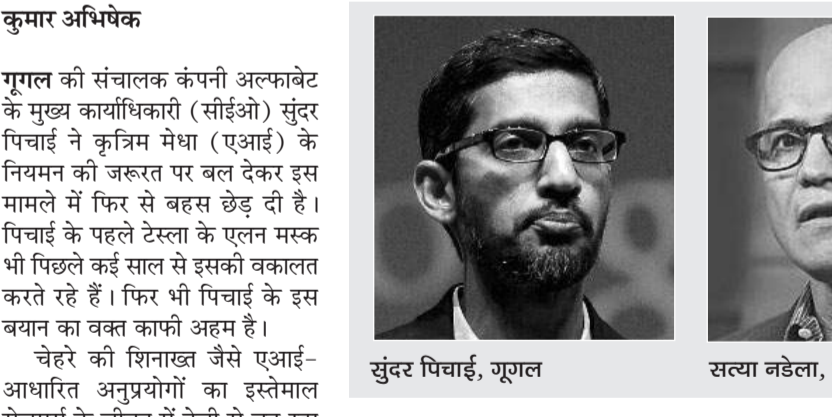 कुमार अभिषेक
गूगल की संचालक कंपनी अल्फाबेट
के मुख्य कार्याधिकारी (सीईओ) सुंदर
पिचाई ने कृत्रिम मेधा (एआई) के
नियमन की जरूरत पर बल देकर इस
मामले में फिर से बहस छेड़ दी है।
पिचाई के पहले टेस्ला के एलन मस्क
भी पिछले कई साल से इसकी वकालत
करते रहे हैं। फिर भी पिचाई के इस
बयान का वक्त काफी अहम है।
चेहरे की शिनाख्त जैसे एआई-
आधारित अनुप्रयोगों का इस्तेमाल
सुंदर पिचाई, गूगल
सत्या नडेला,